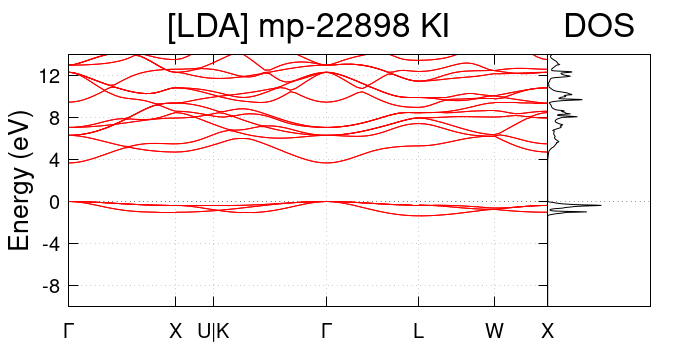 [LDA] mp-22898 KI DOS
Energy (eV)
12
8
4
0
-4
-8
Γ X U|K Γ L W X